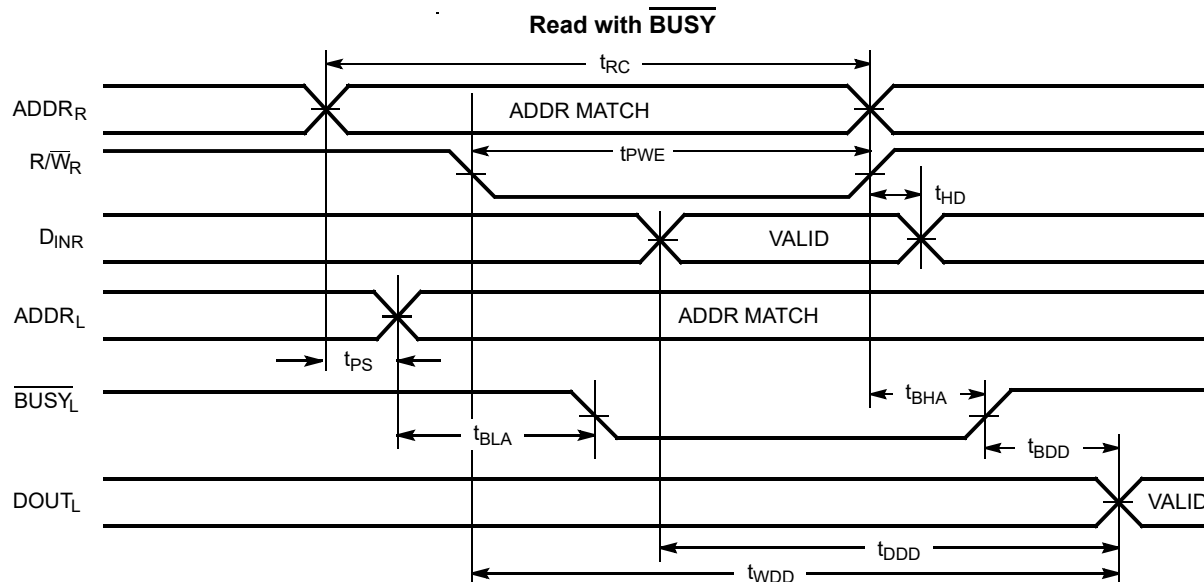 Read with BUSY
tRC
ADDRR
ADDR MATCH
R/WR
tPWE
tHD
DINR
VALID
ADDRL
ADDR MATCH
tPS
BUSYL
tBHA
tBLA
tBDD
DOUTL
VALID
tDDD
tWDD